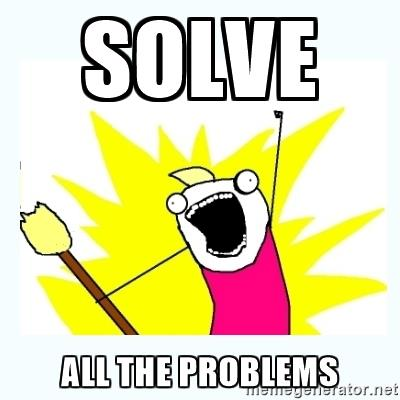 SOLVE
ALL THE PROBLEMS
memegenerator.net